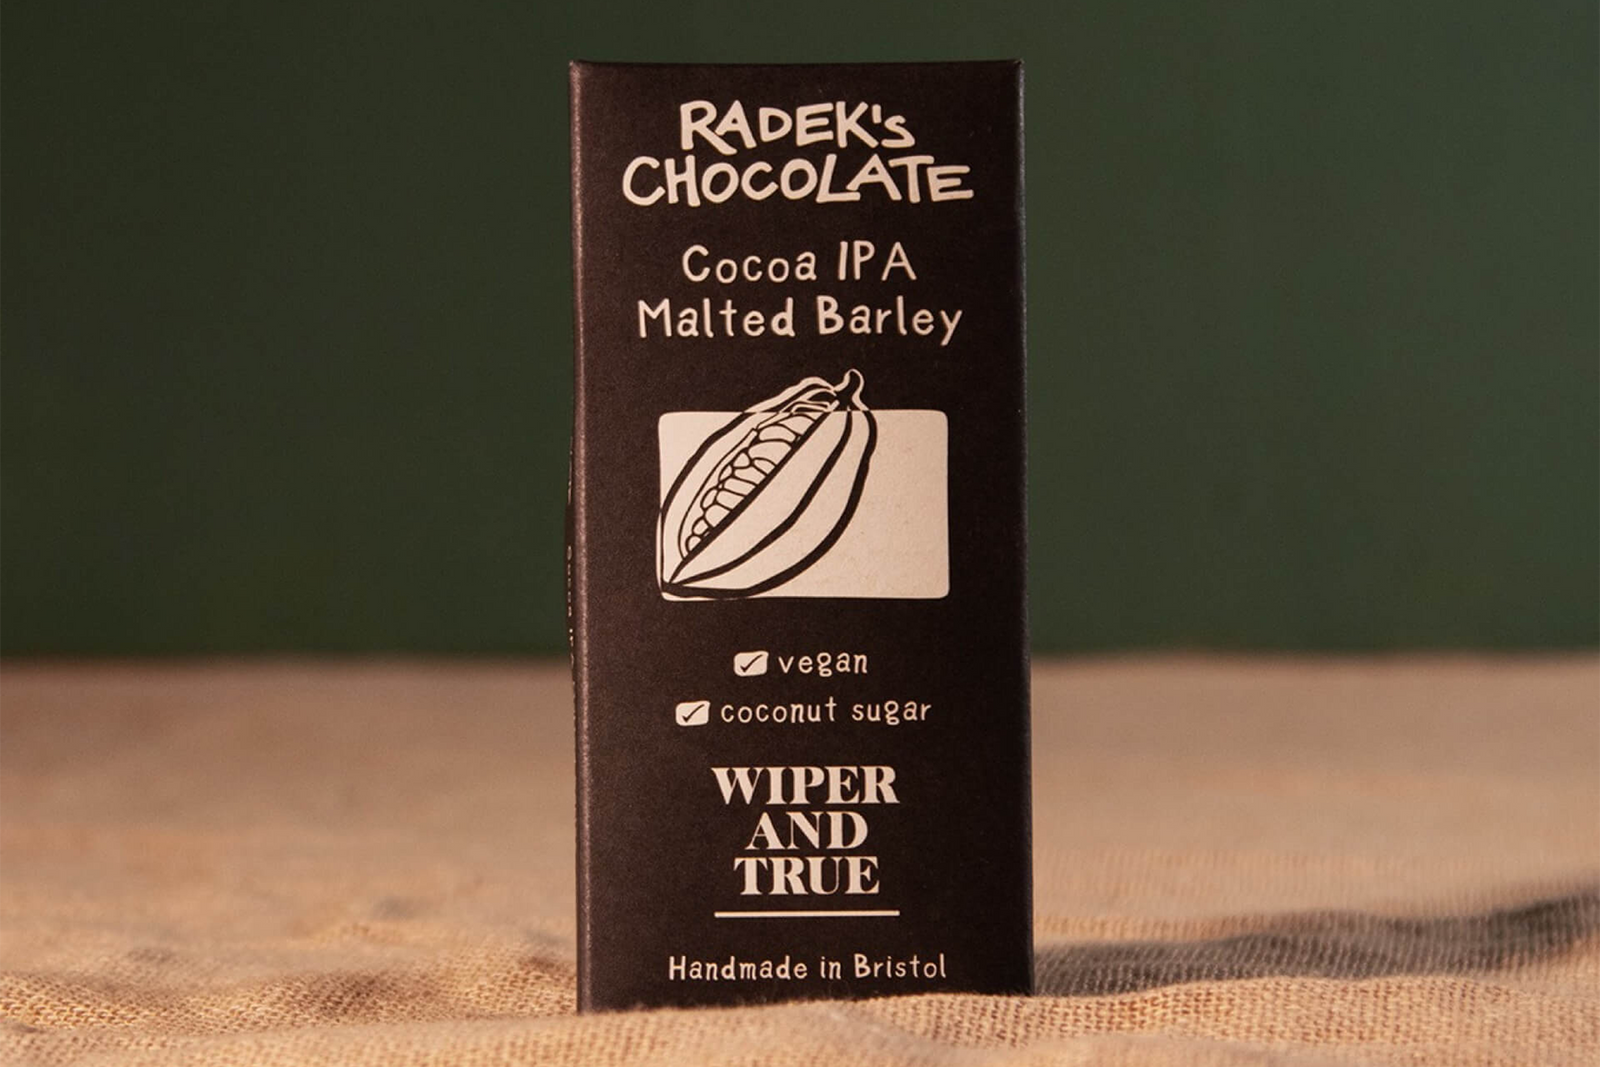 RADEK's
CHOCOLATE
Cocoa IPA
Malted Barley
vegan
coconut sugar
WIPER
AND
TRUE
Handmade in Bristol